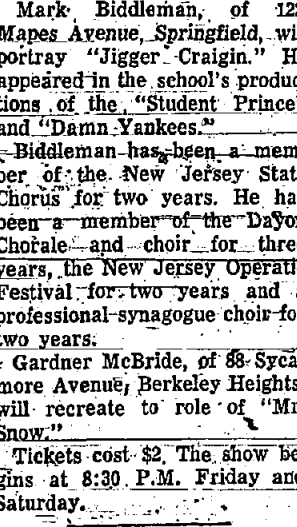 Mark Biddleman, of 12
Mapes Avenue, Springfield, wi
portray "Jigger Craigin." H
appeared in the school's produc
tions of the "Student Prince
and "Damn Yankees."
Biddleman has been a mem
ber of the New Jersey Stat
Chorus for two years. He ha
been a member of the Dayo
Chorale and choir for thre
years, the New Jersey Operati
Festival for two years and
professional synagogue choir fo
two years.
Gardner McBride, of 88 Syca
more Avenue, Berkeley Heights
will recreate to role of "Mr
Snow."
Tickets cost $2. The show be
gins at 8:30 P.M. Friday and
Saturday.